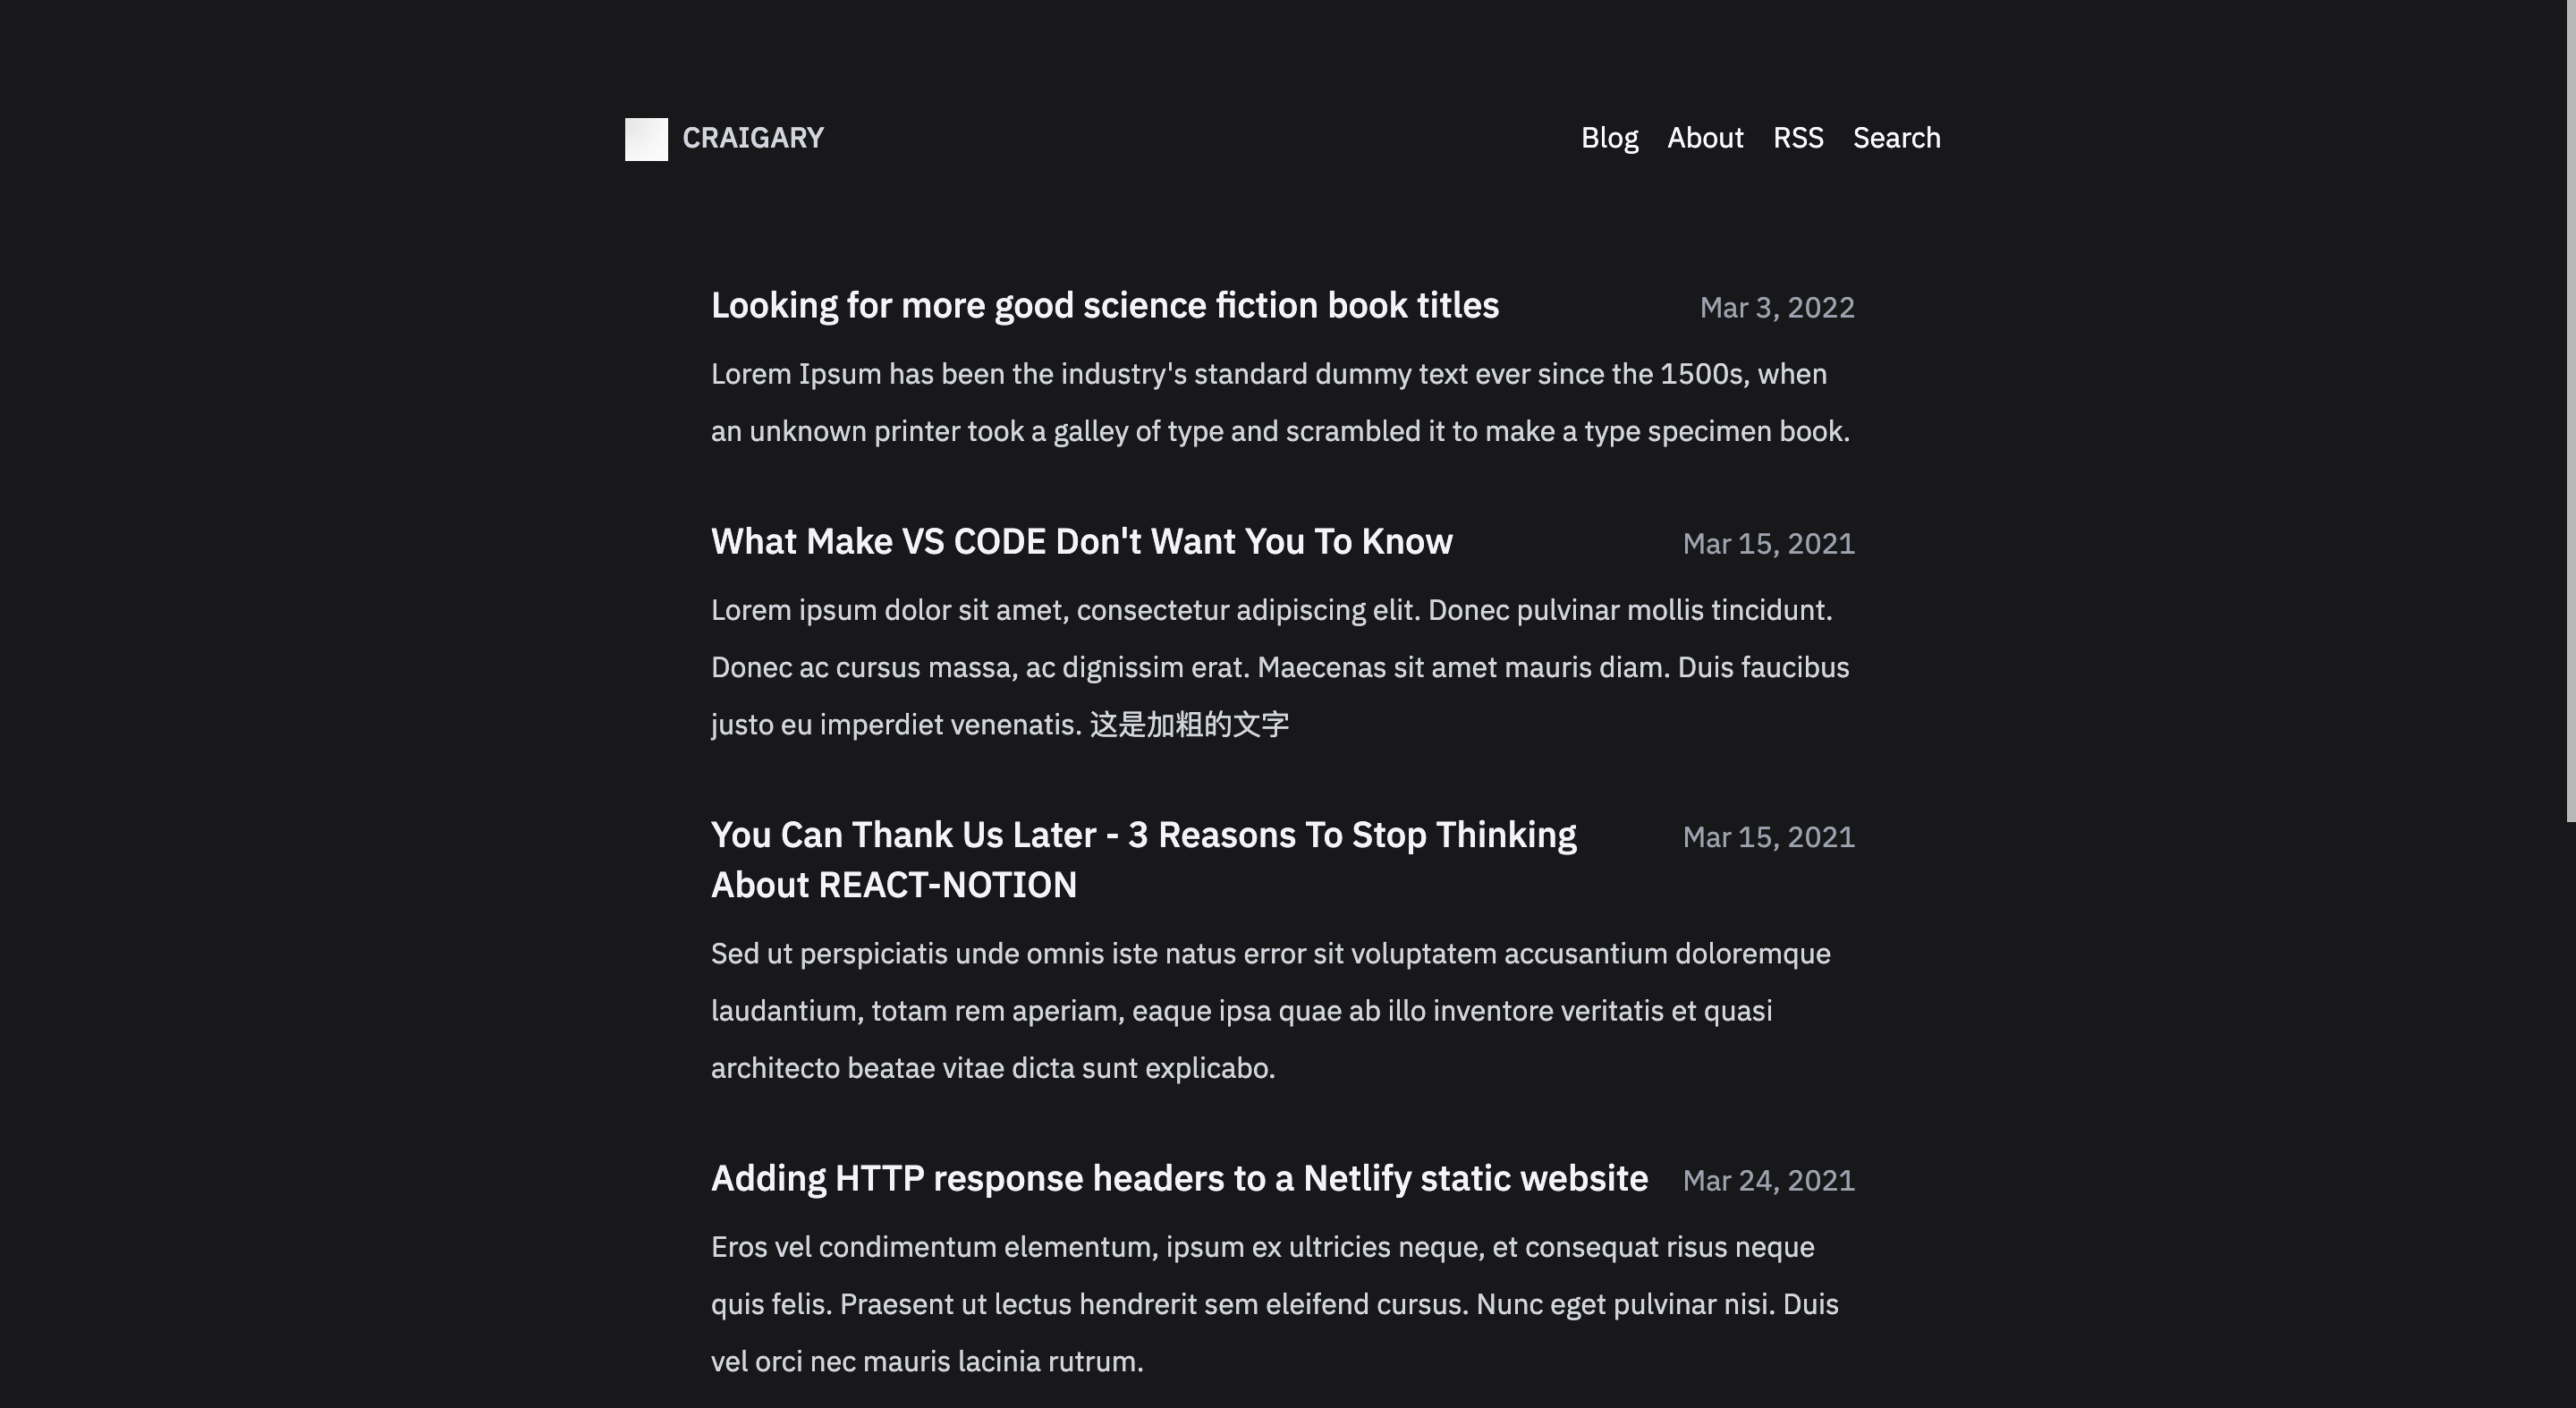 CRAIGARY
Blog About RSS Search
Looking for more good science fiction book titles
Mar 3, 2022
Lorem Ipsum has been the industry's standard dummy text ever since the 1500s, when
an unknown printer took a galley of type and scrambled it to make a type specimen book.
What Make VS CODE Don't Want You To Know
Mar 15, 2021
Lorem ipsum dolor sit amet, consectetur adipiscing elit. Donec pulvinar mollis tincidunt.
Donec ac cursus massa, ac dignissim erat. Maecenas sit amet mauris diam. Duis faucibus
justo eu imperdiet venenatis. 这是加粗的文字
You Can Thank Us Later - 3 Reasons To Stop Thinking
About REACT-NOTION
Mar 15, 2021
Sed ut perspiciatis unde omnis iste natus error sit voluptatem accusantium doloremque
laudantium, totam rem aperiam, eaque ipsa quae ab illo inventore veritatis et quasi
architecto beatae vitae dicta sunt explicabo.
Adding HTTP response headers to a Netlify static website
Mar 24, 2021
Eros vel condimentum elementum, ipsum ex ultricies neque, et consequat risus neque
quis felis. Praesent ut lectus hendrerit sem eleifend cursus. Nunc eget pulvinar nisi. Duis
vel orci nec mauris lacinia rutrum.